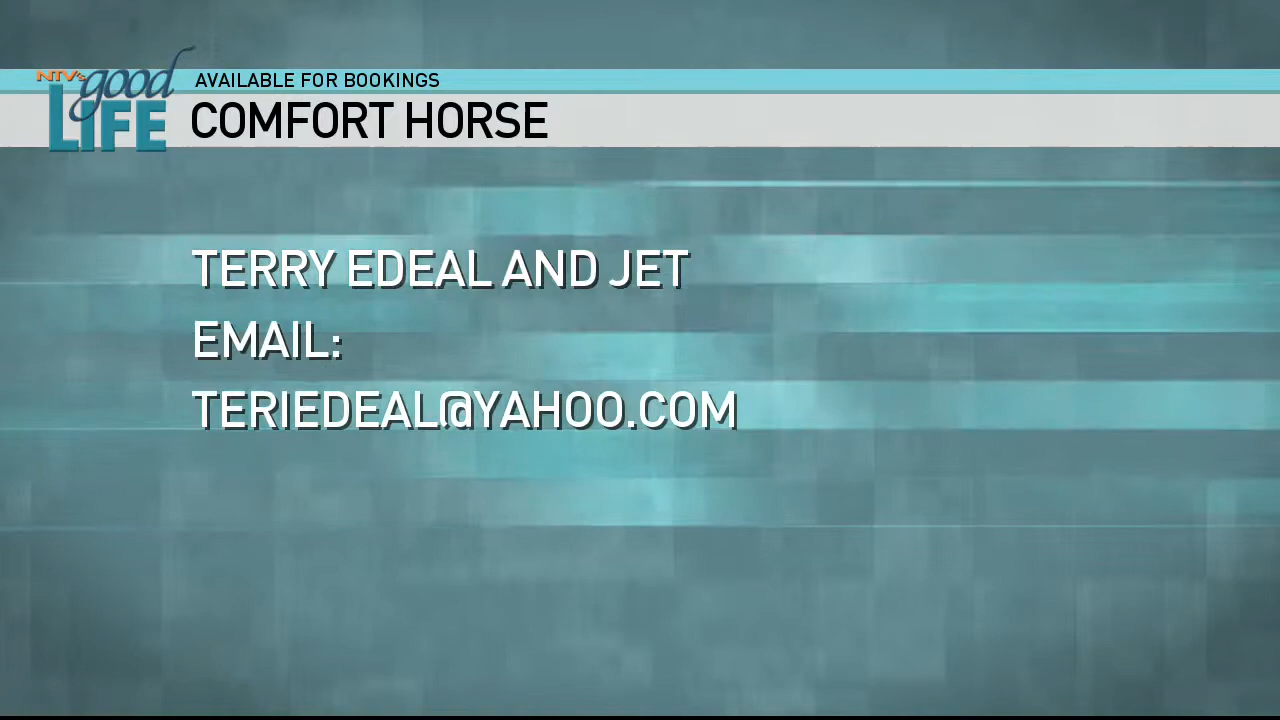 NTV's good LIFE
AVAILABLE FOR BOOKINGS
COMFORT HORSE
TERRY EDEAL AND JET
EMAIL:
TERIEDEAL@YAHOO.COM